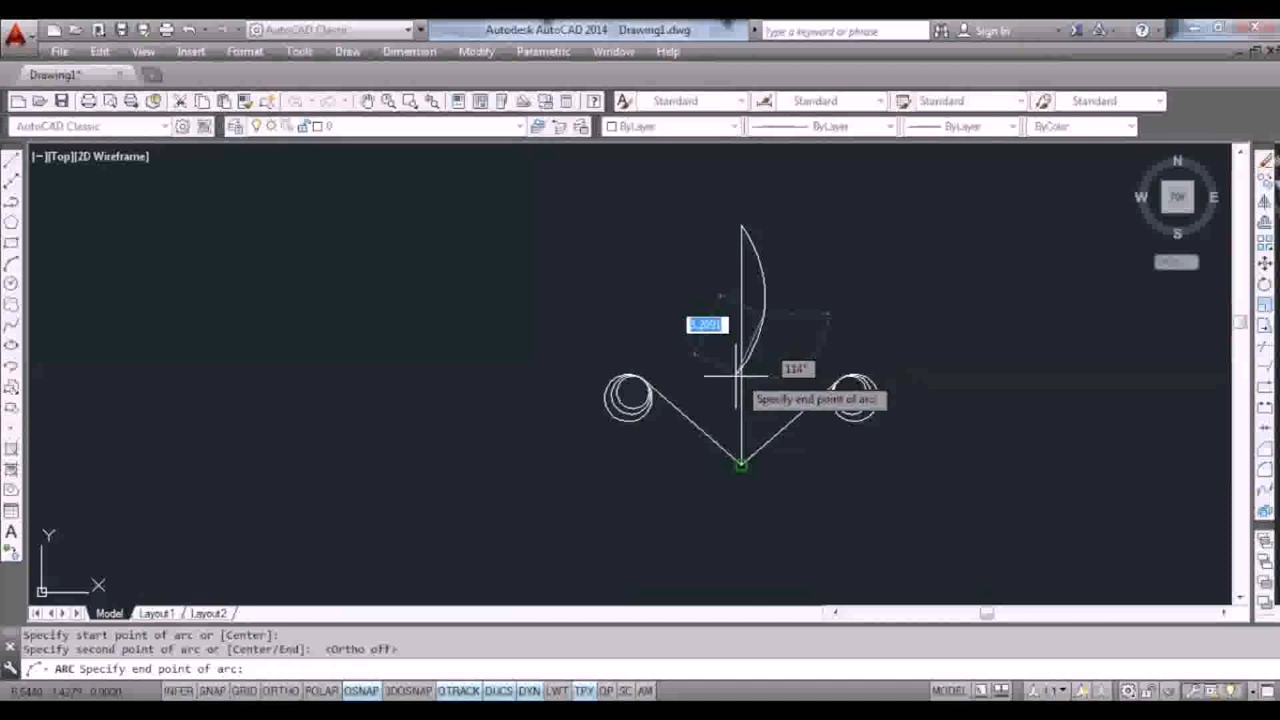 AutoCAD Classic Autodesk AutoCAD 2014 Drawing1.dwg Type a keyword or phrase Sign In
File Edit View Insert Format Tools Draw Dimension Modify Parametric Window Help
Drawing1*
Standard Standard Standard Standard
AutoCAD Classic 0 ByLayer ByLayer ByLayer ByColor
[−][Top][2D Wireframe]
N
W TOP E
S
114°
Specify end point of arc:
Y
X
A
Model Layout1 Layout2
Specify start point of arc or [Center]:
Specify second point of arc or [Center/End]: <Ortho off>
ARC Specify end point of arc:
INFER SNAP GRID ORTHO POLAR OSNAP 3DOSNAP OTRACK DUCS DYN LWT TPY QP SC AM MODEL